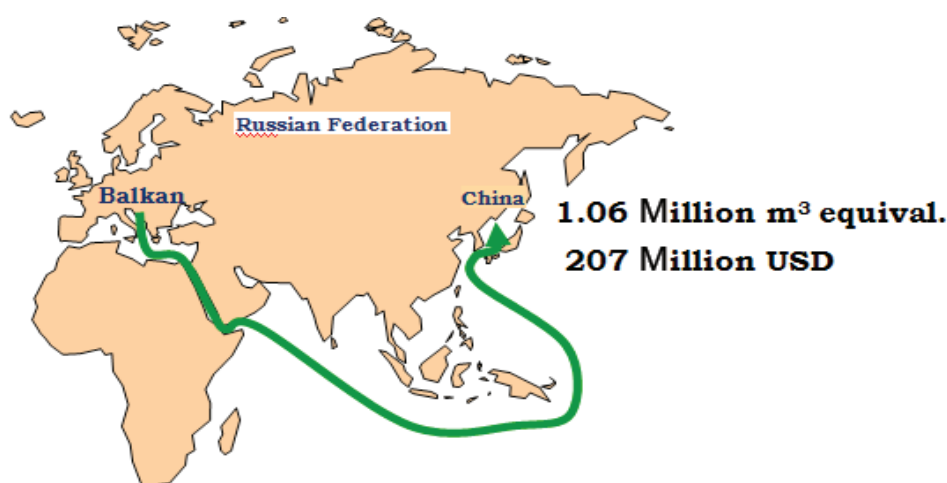 Russian Federation
Balkan
China
1.06 Million m³ equival.
207 Million USD